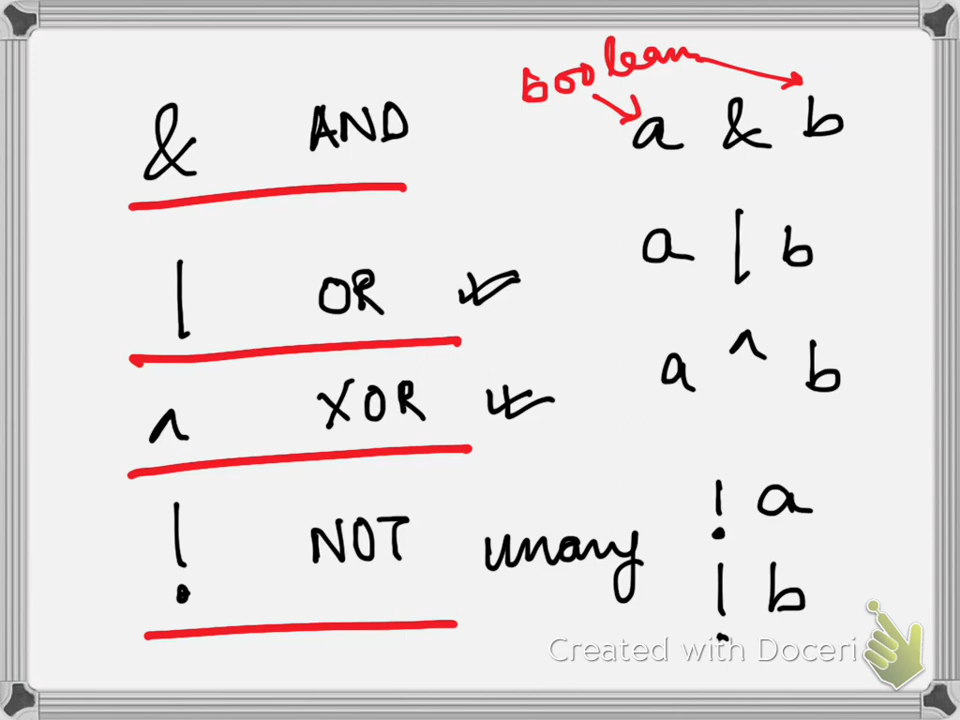 boolean
& AND a & b
| OR a | b
^ XOR a ^ b
! NOT unary ! a
! b
Created with Doceri